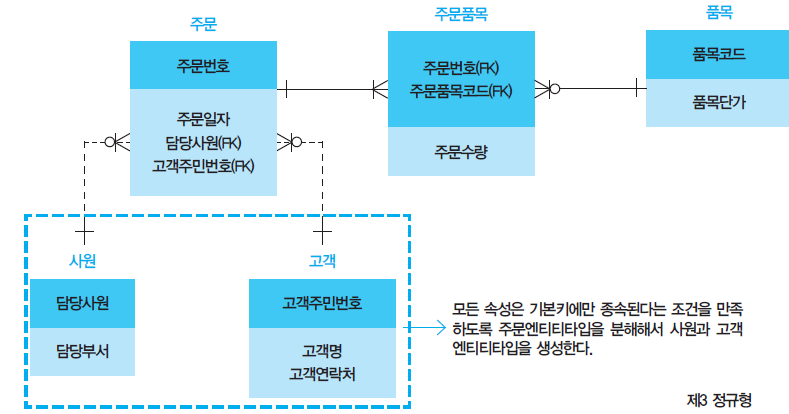 주문
주문번호
주문일자
담당사원(FK)
고객주민번호(FK)
주문품목
주문번호(FK)
주문품목코드(FK)
주문수량
품목
품목코드
품목단가
사원
담당사원
담당부서
고객
고객주민번호
고객명
고객연락처
모든 속성은 기본키에만 종속된다는 조건을 만족
하도록 주문엔티티타입을 분해해서 사원과 고객
엔티티타입을 생성한다.
제3 정규형